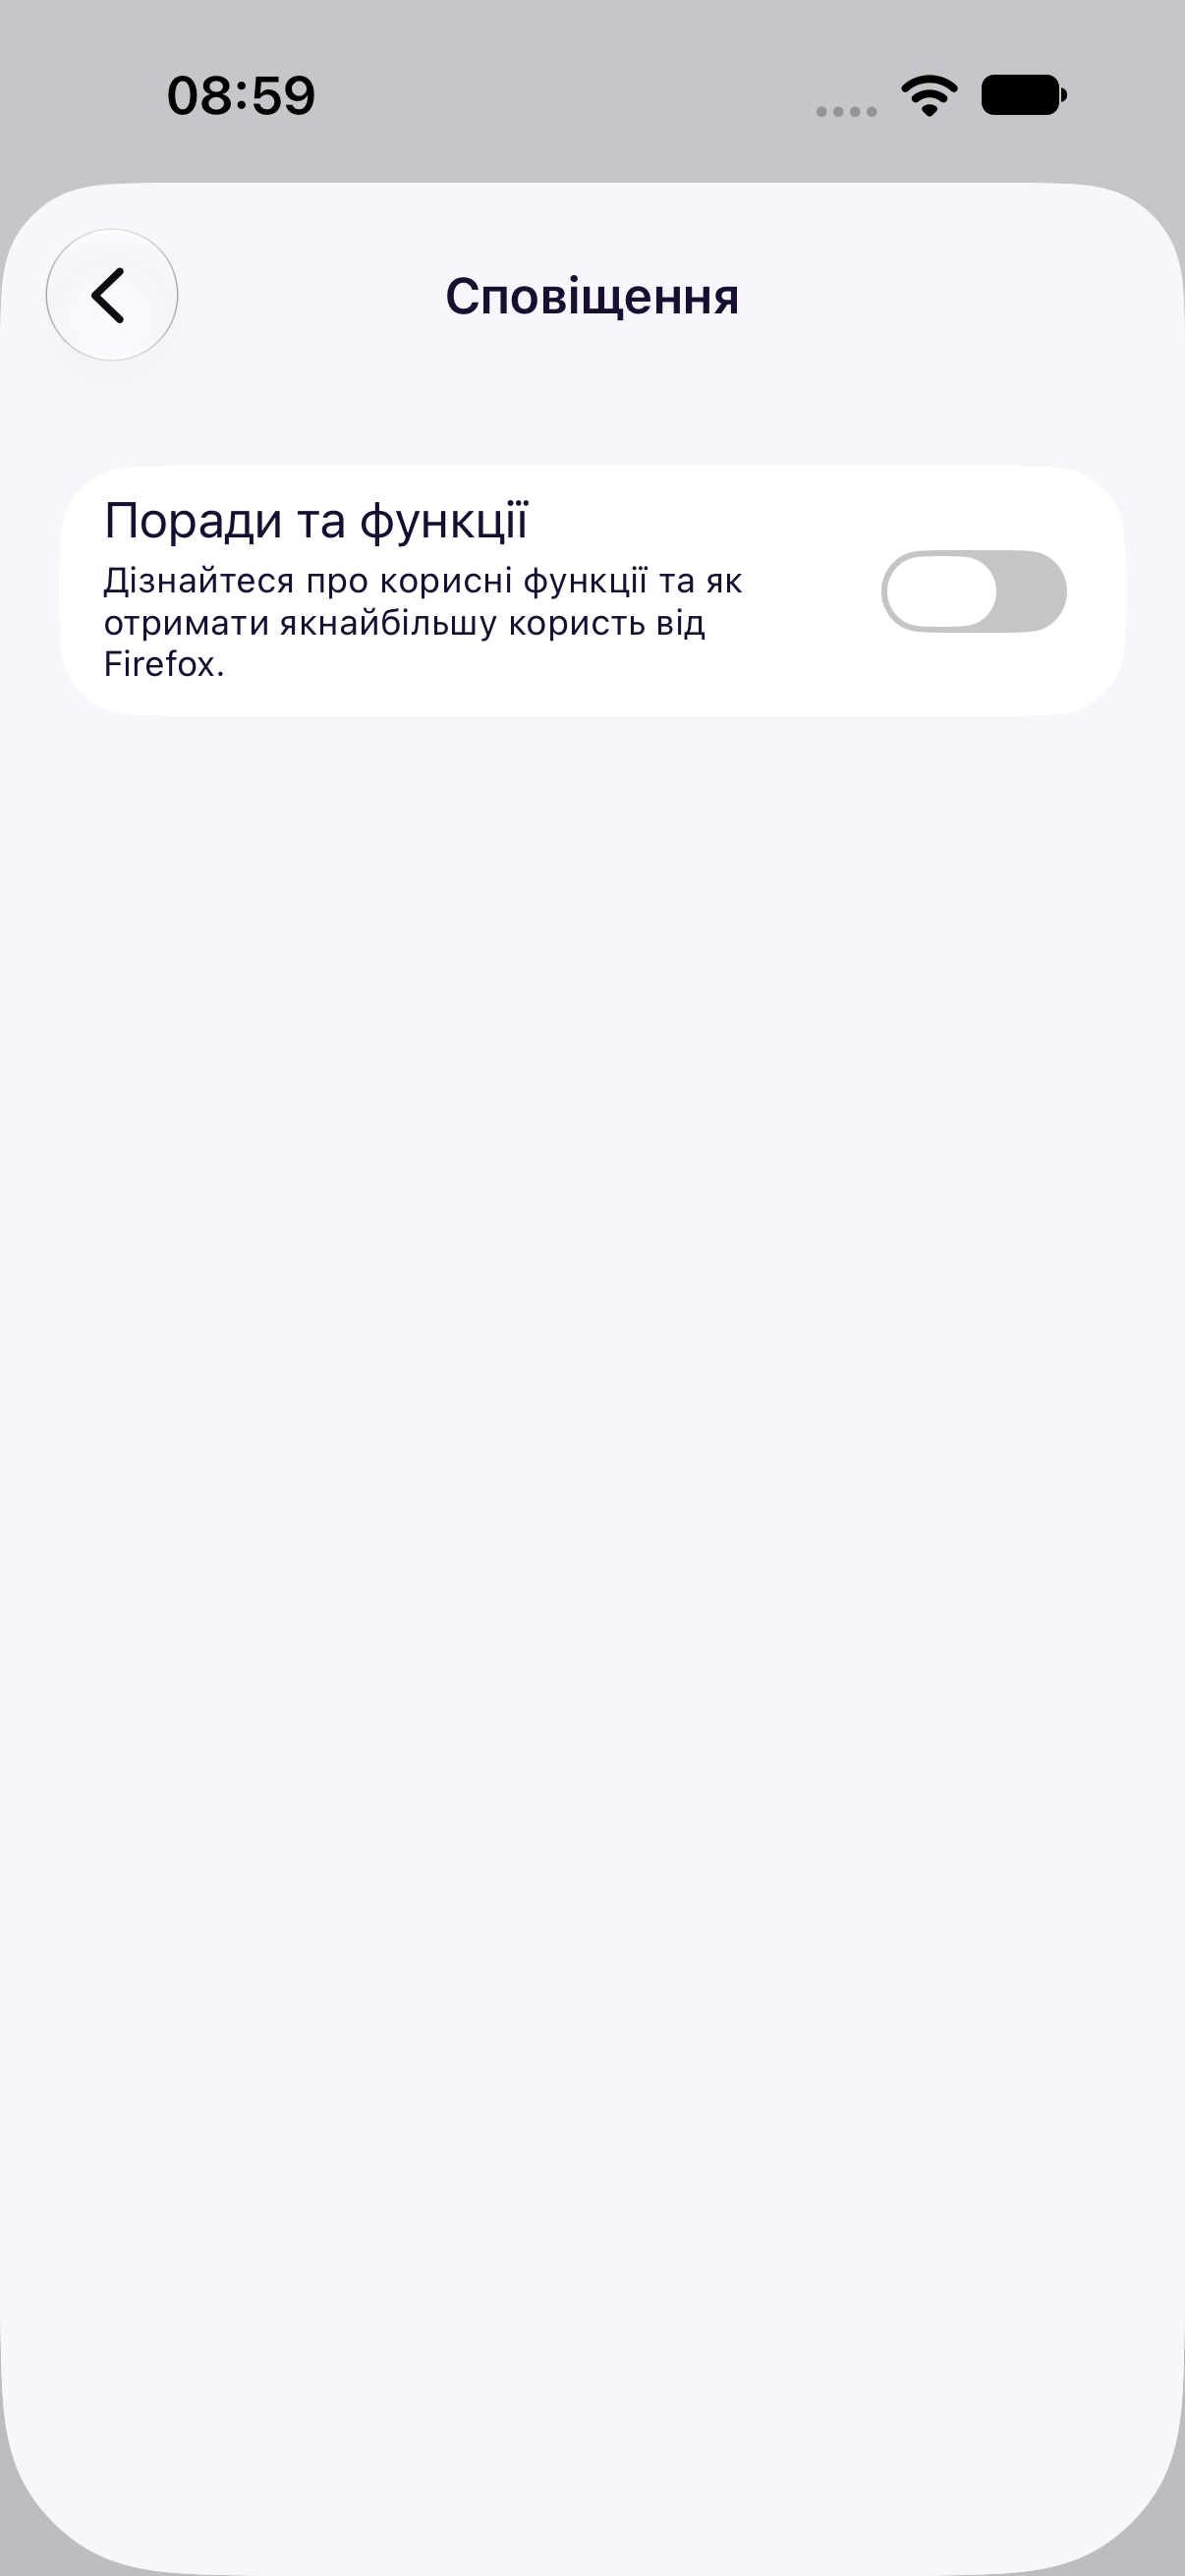 08:59
Сповіщення
Поради та функції
Дізнайтеся про корисні функції та як
отримати якнайбільшу користь від
Firefox.